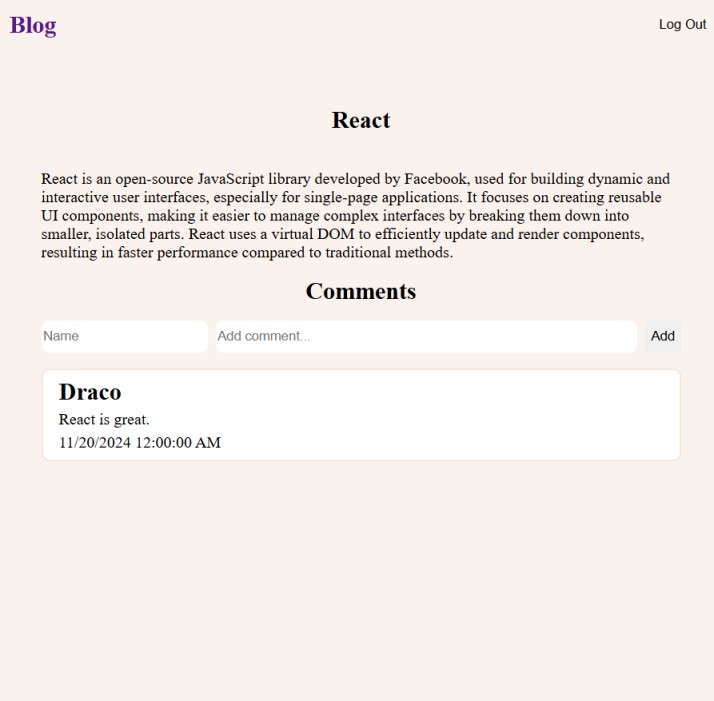 Blog
Log Out
React
React is an open-source JavaScript library developed by Facebook, used for building dynamic and
interactive user interfaces, especially for single-page applications. It focuses on creating reusable
UI components, making it easier to manage complex interfaces by breaking them down into
smaller, isolated parts. React uses a virtual DOM to efficiently update and render components,
resulting in faster performance compared to traditional methods.
Comments
Name
Add comment...
Add
Draco
React is great.
11/20/2024 12:00:00 AM